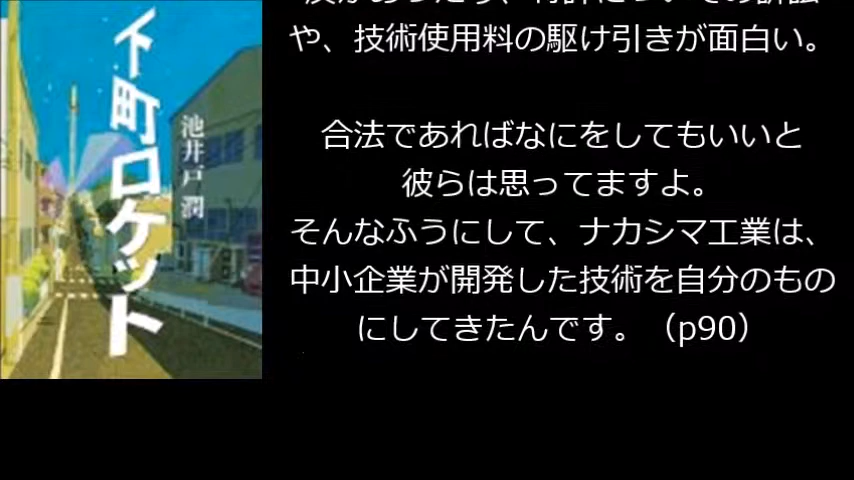 下町ロケット
池井戸 潤
や、技術使用料の駆け引きが面白い。
合法であればなにをしてもいいと
彼らは思ってますよ。
そんなふうにして、ナカシマ工業は、
中小企業が開発した技術を自分のもの
にしてきたんです。（p90）